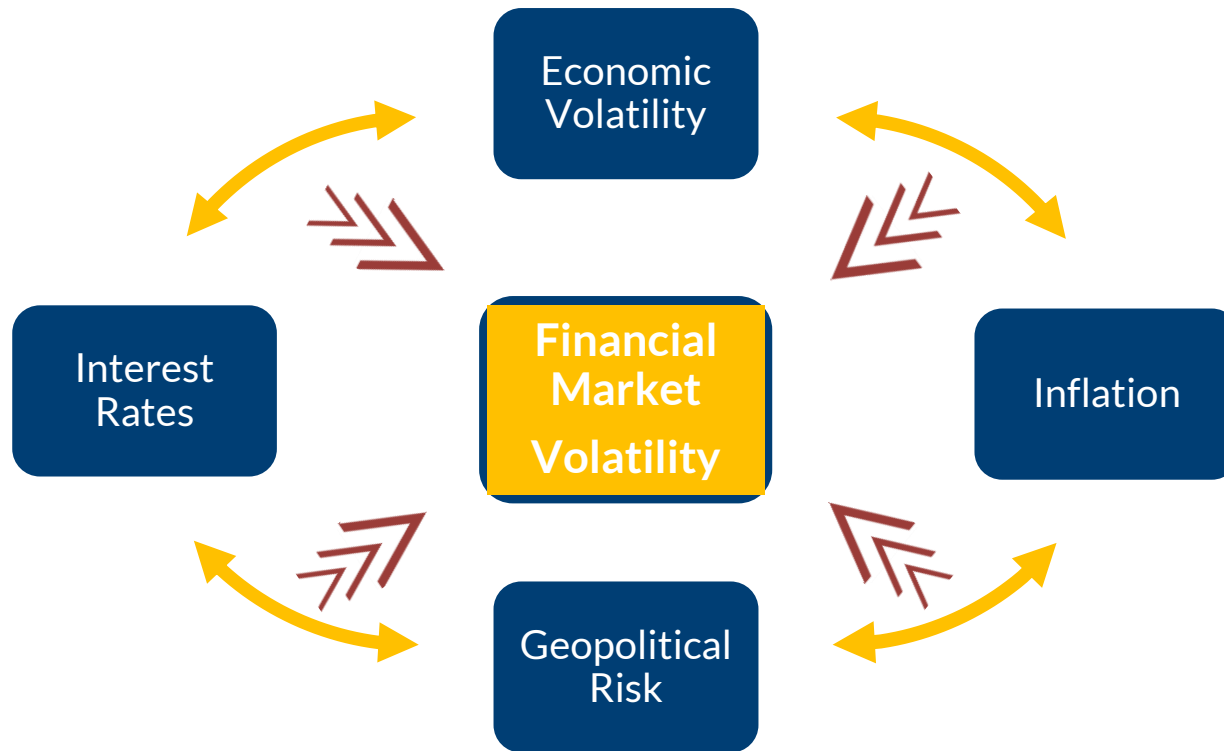 Economic
Volatility
Interest
Rates
Financial
Market
Volatility
Inflation
Geopolitical
Risk